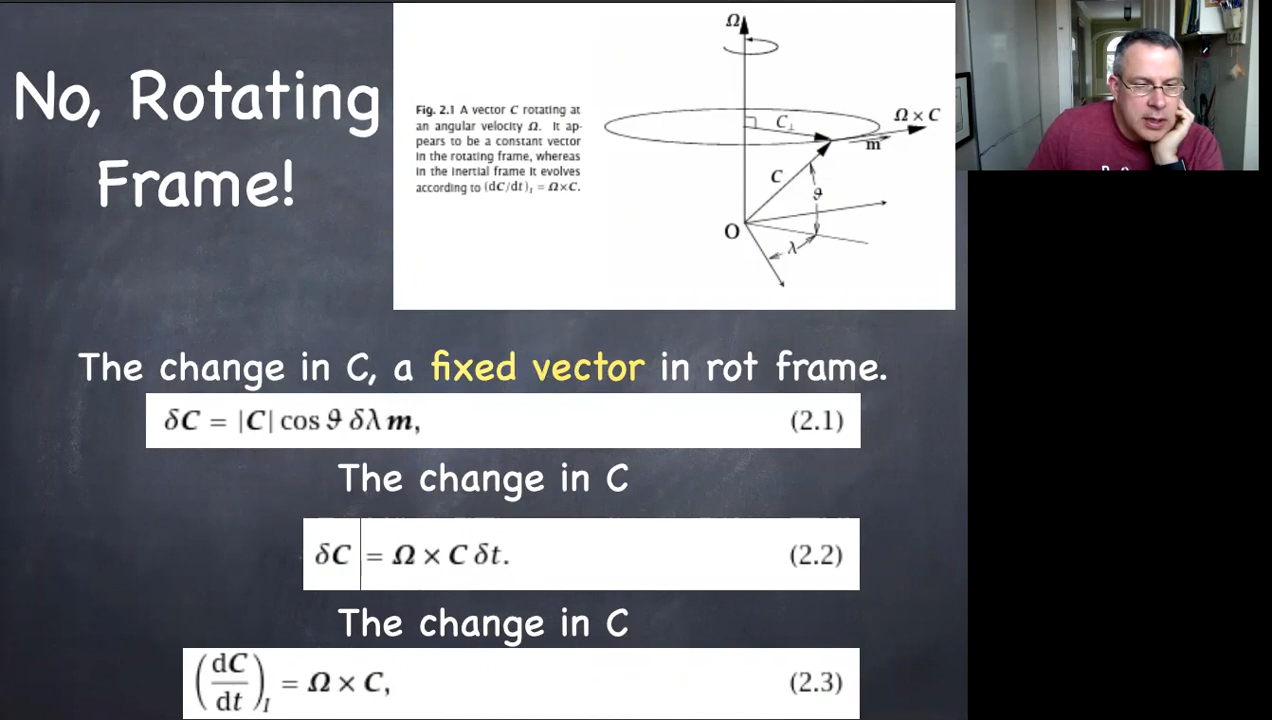 No, Rotating
Frame!
Fig. 2.1 A vector C rotating at
an angular velocity Ω. It ap-
pears to be a constant vector
in the rotating frame, whereas
in the inertial frame it evolves
according to (dC/dt)_I = Ω×C.
Ω
C⊥
Ω × C
m
C
ϑ
O
λ
The change in C, a fixed vector in rot frame.
δC = |C| cos ϑ δλ m, (2.1)
The change in C
δC = Ω × C δt. (2.2)
The change in C
(dC/dt)_I = Ω × C, (2.3)